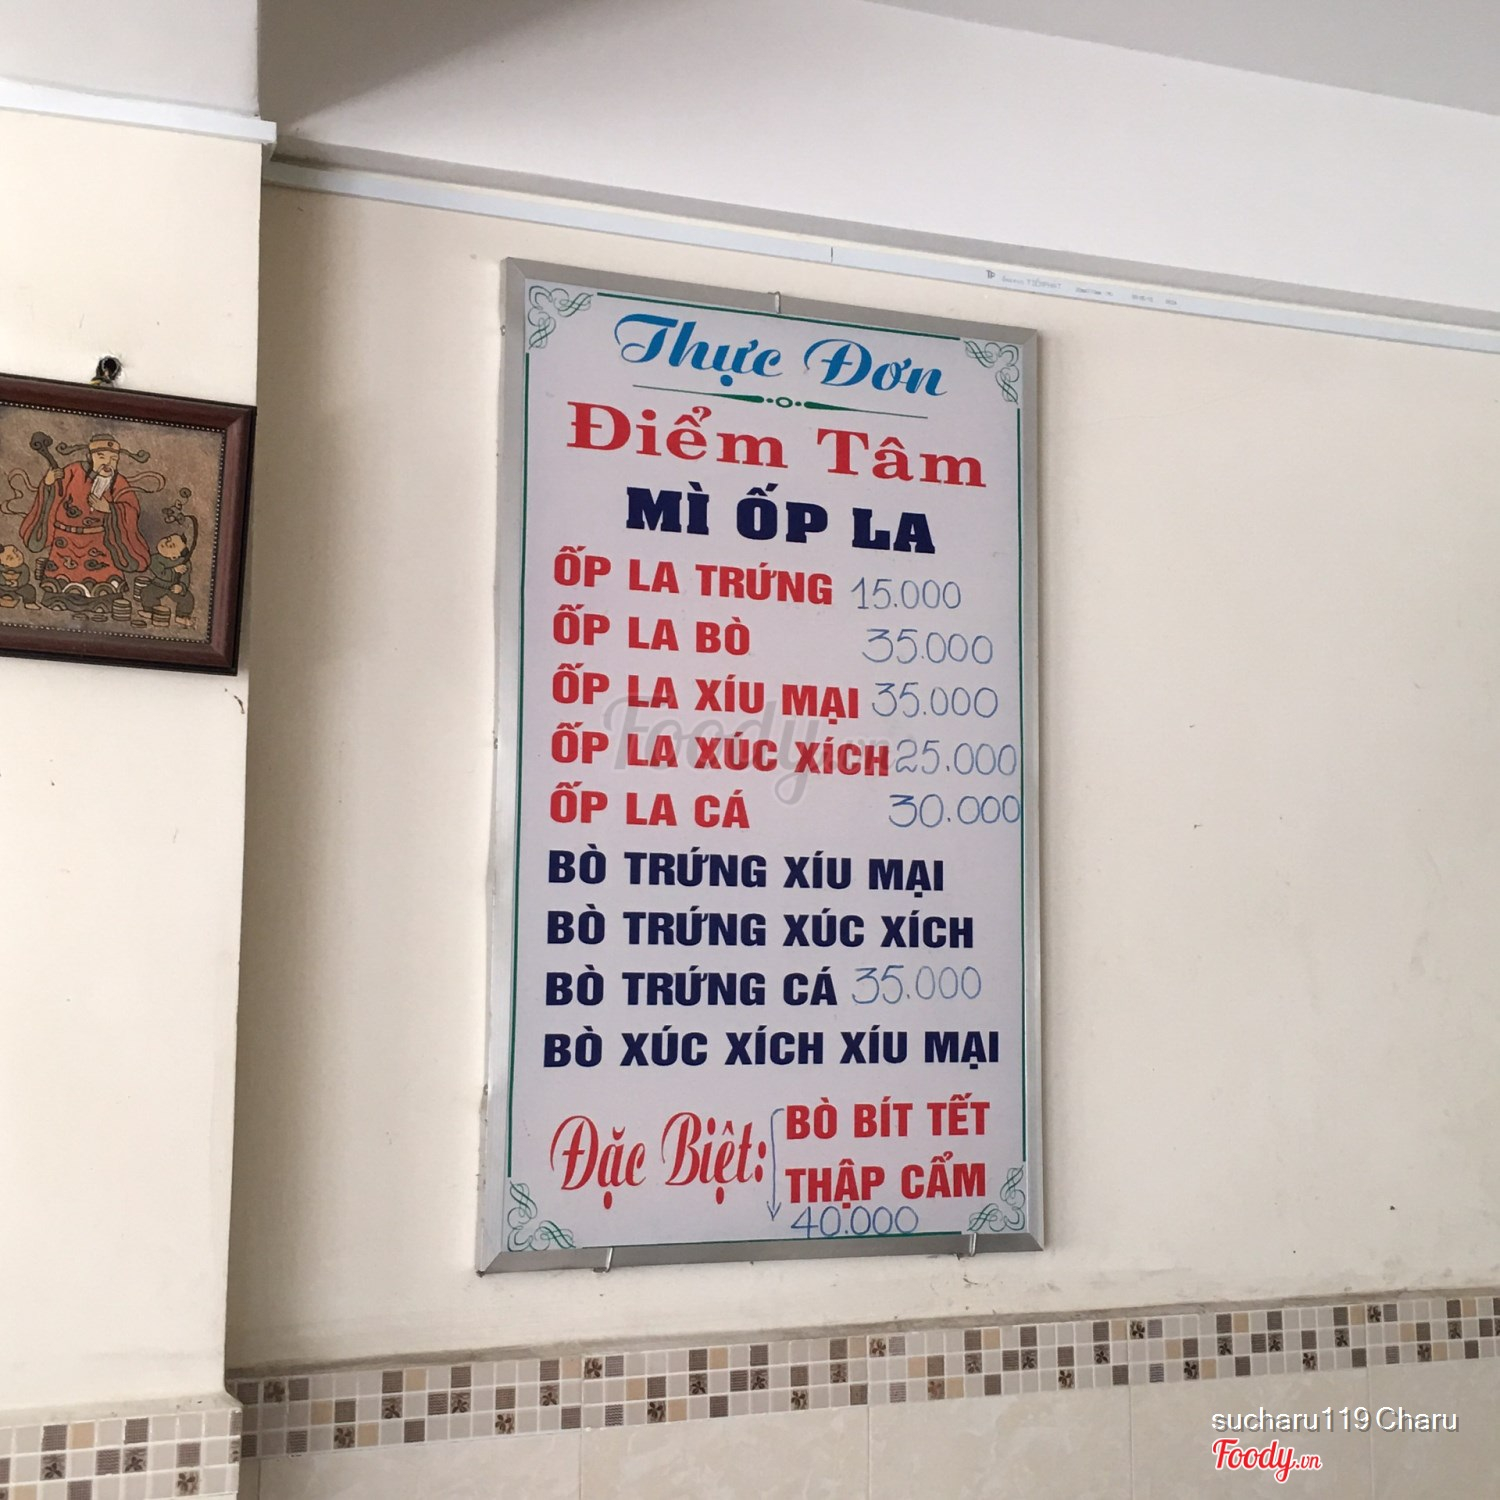 Thực Đơn
Điểm Tâm
MÌ ỐP LA
ỐP LA TRỨNG 15.000
ỐP LA BÒ 35.000
ỐP LA XÍU MẠI 35.000
ỐP LA XÚC XÍCH 25.000
ỐP LA CÁ 30.000
BÒ TRỨNG XÍU MẠI
BÒ TRỨNG XÚC XÍCH
BÒ TRỨNG CÁ 35.000
BÒ XÚC XÍCH XÍU MẠI
Đặc Biệt: BÒ BÍT TẾT
THẬP CẨM
40.000
Foody.vn
sucharu119 Charu
Foody.vn